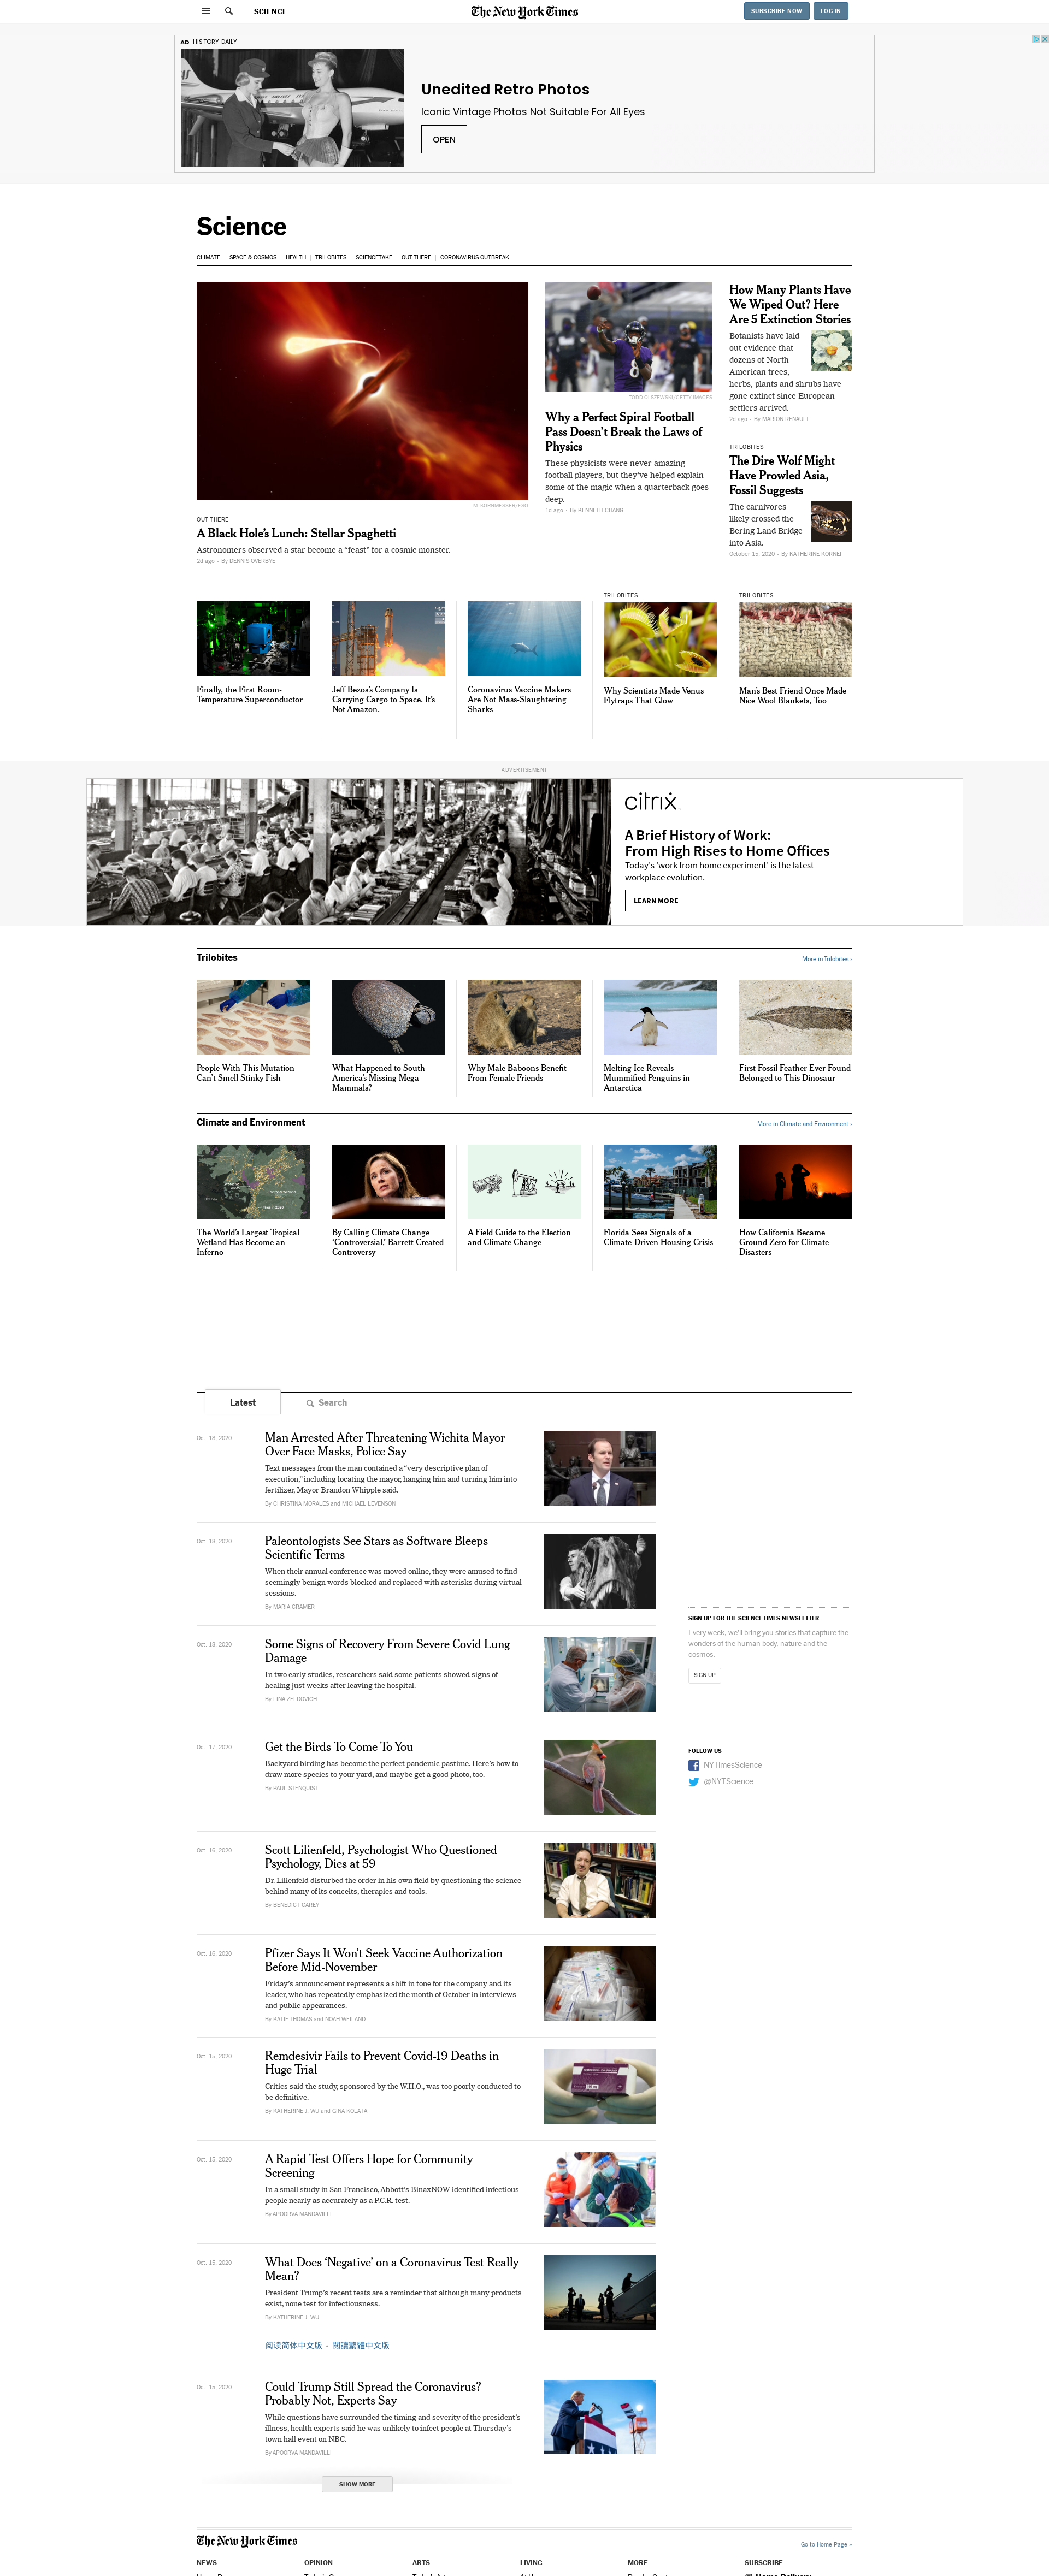 SCIENCE
The New York Times
SUBSCRIBE NOW
LOG IN
AD HISTORY DAILY
Unedited Retro Photos
Iconic Vintage Photos Not Suitable For All Eyes
OPEN
Science
CLIMATE
SPACE & COSMOS
HEALTH
TRILOBITES
SCIENCETAKE
OUT THERE
CORONAVIRUS OUTBREAK
M. KORNMESSER/ESO
OUT THERE
A Black Hole's Lunch: Stellar Spaghetti
Astronomers observed a star become a “feast” for a cosmic monster.
2d ago - By DENNIS OVERBYE
TODD OLSZEWSKI/GETTY IMAGES
Why a Perfect Spiral Football
Pass Doesn't Break the Laws of
Physics
These physicists were never amazing
football players, but they've helped explain
some of the magic when a quarterback goes
deep.
1d ago - By KENNETH CHANG
How Many Plants Have
We Wiped Out? Here
Are 5 Extinction Stories
Botanists have laid
out evidence that
dozens of North
American trees,
herbs, plants and shrubs have
gone extinct since European
settlers arrived.
2d ago - By MARION RENAULT
TRILOBITES
The Dire Wolf Might
Have Prowled Asia,
Fossil Suggests
The carnivores
likely crossed the
Bering Land Bridge
into Asia.
October 15, 2020 - By KATHERINE KORNEI
Finally, the First Room-
Temperature Superconductor
Jeff Bezos's Company Is
Carrying Cargo to Space. It's
Not Amazon.
Coronavirus Vaccine Makers
Are Not Mass-Slaughtering
Sharks
TRILOBITES
Why Scientists Made Venus
Flytraps That Glow
TRILOBITES
Man's Best Friend Once Made
Nice Wool Blankets, Too
ADVERTISEMENT
citrix
A Brief History of Work:
From High Rises to Home Offices
Today's 'work from home experiment' is the latest
workplace evolution.
LEARN MORE
Trilobites
More in Trilobites ›
People With This Mutation
Can't Smell Stinky Fish
What Happened to South
America's Missing Mega-
Mammals?
Why Male Baboons Benefit
From Female Friends
Melting Ice Reveals
Mummified Penguins in
Antarctica
First Fossil Feather Ever Found
Belonged to This Dinosaur
Climate and Environment
More in Climate and Environment ›
The World's Largest Tropical
Wetland Has Become an
Inferno
By Calling Climate Change
‘Controversial,’ Barrett Created
Controversy
A Field Guide to the Election
and Climate Change
Florida Sees Signals of a
Climate-Driven Housing Crisis
How California Became
Ground Zero for Climate
Disasters
Latest
Search
Oct. 18, 2020
Man Arrested After Threatening Wichita Mayor
Over Face Masks, Police Say
Text messages from the man contained a “very descriptive plan of
execution,” including locating the mayor, hanging him and turning him into
fertilizer, Mayor Brandon Whipple said.
By CHRISTINA MORALES and MICHAEL LEVENSON
Oct. 18, 2020
Paleontologists See Stars as Software Bleeps
Scientific Terms
When their annual conference was moved online, they were amused to find
seemingly benign words blocked and replaced with asterisks during virtual
sessions.
By MARIA CRAMER
Oct. 18, 2020
Some Signs of Recovery From Severe Covid Lung
Damage
In two early studies, researchers said some patients showed signs of
healing just weeks after leaving the hospital.
By LINA ZELDOVICH
Oct. 17, 2020
Get the Birds To Come To You
Backyard birding has become the perfect pandemic pastime. Here's how to
draw more species to your yard, and maybe get a good photo, too.
By PAUL STENQUIST
Oct. 16, 2020
Scott Lilienfeld, Psychologist Who Questioned
Psychology, Dies at 59
Dr. Lilienfeld disturbed the order in his own field by questioning the science
behind many of its conceits, therapies and tools.
By BENEDICT CAREY
Oct. 16, 2020
Pfizer Says It Won't Seek Vaccine Authorization
Before Mid-November
Friday's announcement represents a shift in tone for the company and its
leader, who has repeatedly emphasized the month of October in interviews
and public appearances.
By KATIE THOMAS and NOAH WEILAND
Oct. 15, 2020
Remdesivir Fails to Prevent Covid-19 Deaths in
Huge Trial
Critics said the study, sponsored by the W.H.O., was too poorly conducted to
be definitive.
By KATHERINE J. WU and GINA KOLATA
Oct. 15, 2020
A Rapid Test Offers Hope for Community
Screening
In a small study in San Francisco, Abbott's BinaxNOW identified infectious
people nearly as accurately as a P.C.R. test.
By APOORVA MANDAVILLI
Oct. 15, 2020
What Does ‘Negative’ on a Coronavirus Test Really
Mean?
President Trump's recent tests are a reminder that although many products
exist, none test for infectiousness.
By KATHERINE J. WU
阅读简体中文版 · 閱讀繁體中文版
Oct. 15, 2020
Could Trump Still Spread the Coronavirus?
Probably Not, Experts Say
While questions have surrounded the timing and severity of the president's
illness, health experts said he was unlikely to infect people at Thursday's
town hall event on NBC.
By APOORVA MANDAVILLI
SHOW MORE
SIGN UP FOR THE SCIENCE TIMES NEWSLETTER
Every week, we'll bring you stories that capture the
wonders of the human body, nature and the
cosmos.
SIGN UP
FOLLOW US
NYTimesScience
@NYTScience
The New York Times
Go to Home Page »
NEWS
OPINION
ARTS
LIVING
MORE
SUBSCRIBE